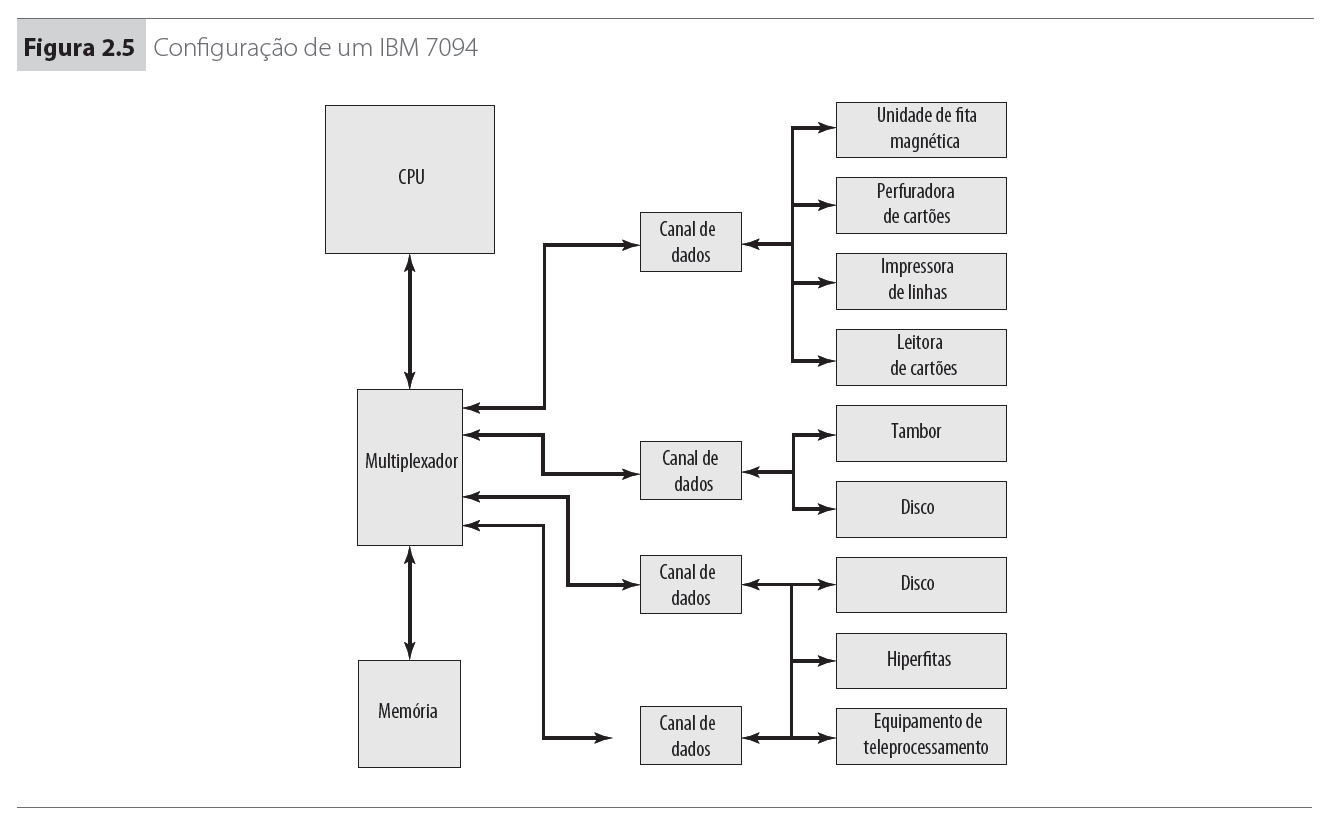 Figura 2.5 Configuração de um IBM 7094
CPU
Multiplexador
Memória
Canal de
dados
Canal de
dados
Canal de
dados
Canal de
dados
Unidade de fita
magnética
Perfuradora
de cartões
Impressora
de linhas
Leitora
de cartões
Tambor
Disco
Disco
Hiperfitas
Equipamento de
teleprocessamento